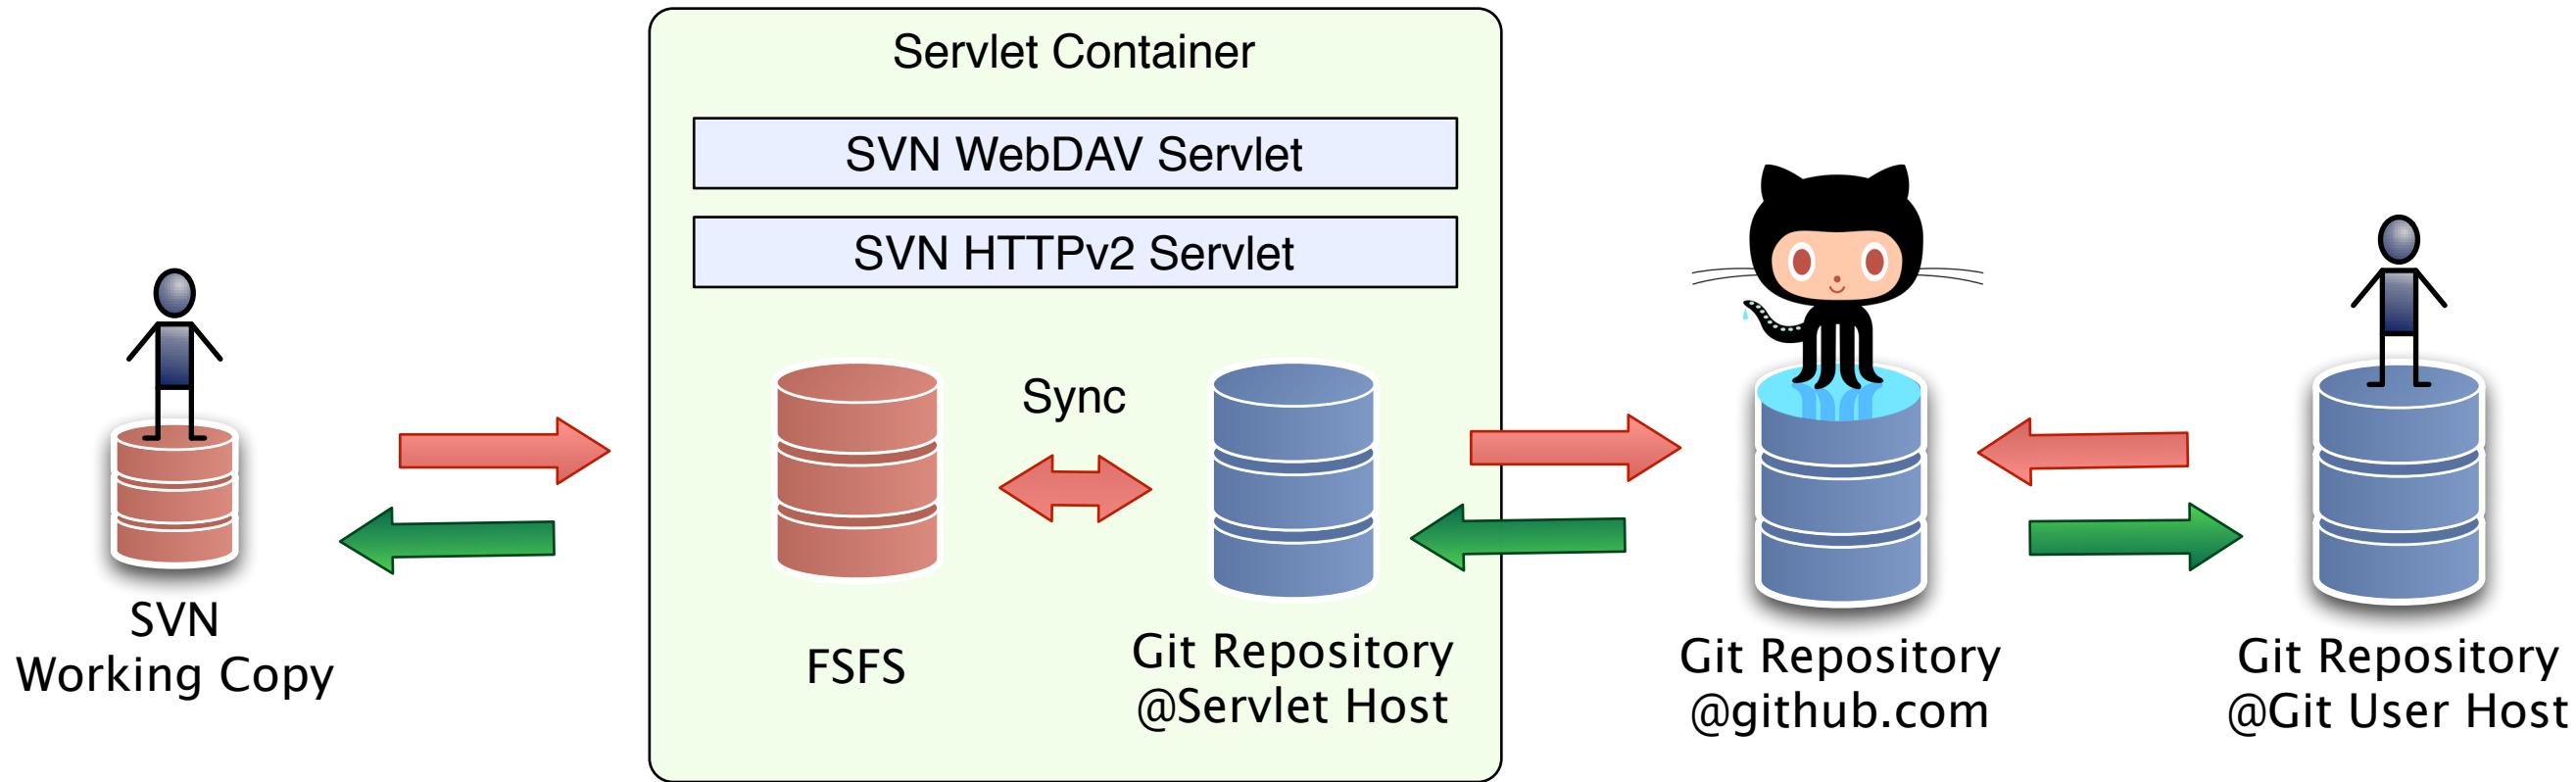 Servlet Container
SVN WebDAV Servlet
SVN HTTPv2 Servlet
Sync
SVN
Working Copy
FSFS
Git Repository
@Servlet Host
Git Repository
@github.com
Git Repository
@Git User Host